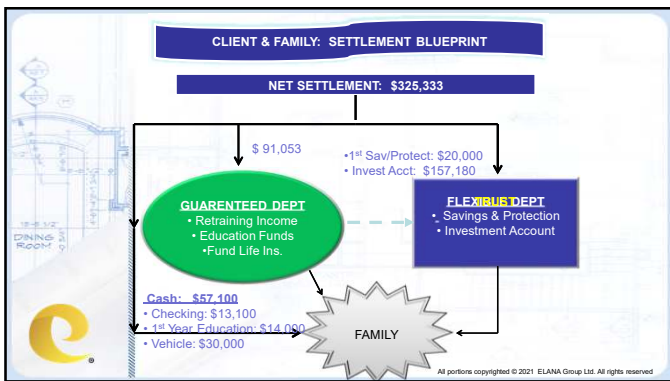 CLIENT & FAMILY: SETTLEMENT BLUEPRINT
NET SETTLEMENT: $325,333
$ 91,053
•1st Sav/Protect: $20,000
• Invest Acct: $157,180
GUARENTEED DEPT
• Retraining Income
• Education Funds
•Fund Life Ins.
DEPT
• Savings & Protection
• Investment Account
DINING
ROOM
Cash: $57,100
• Checking: $13,100
• 1st Year Education: $14,000
• Vehicle: $30,000
FAMILY
e
®
All portions copyrighted © 2021 ELANA Group Ltd. All rights reserved